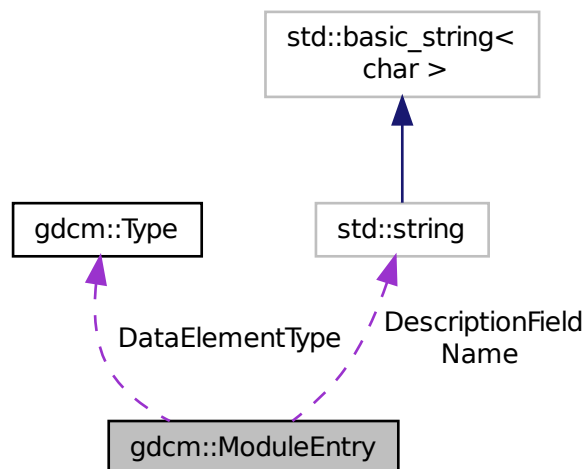 std::basic_string<
char >
gdcm::Type
std::string
DataElementType
DescriptionField
Name
gdcm::ModuleEntry